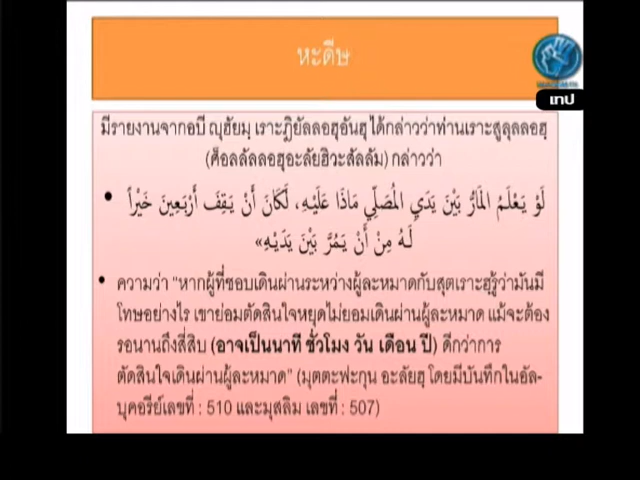 หะดีษ
เทป
มีรายงานจากอบี ญุฮัยมฺ เราะฎิยัลลอฮุอันฮุ ได้กล่าวว่าท่านเราะสูลุลลอฮฺ
(ศ็อลลัลลอฮุอะลัยฮิวะสัลลัม) กล่าวว่า
• لَوْ يَعْلَمُ المَارُّ بَيْنَ يَدَيِ المُصَلِّي مَاذَا عَلَيْهِ، لَكَانَ أَنْ يَقِفَ أَرْبَعِينَ خَيْراً
لَهُ مِنْ أَنْ يَمُرَّ بَيْنَ يَدَيْهِ»
• ความว่า "หากผู้ที่ชอบเดินผ่านระหว่างผู้ละหมาดกับสุตเราะฮฺรู้ว่ามันมี
โทษอย่างไร เขาย่อมตัดสินใจหยุดไม่ยอมเดินผ่านผู้ละหมาด แม้จะต้อง
รอนานถึงสี่สิบ (อาจเป็นนาที ชั่วโมง วัน เดือน ปี) ดีกว่าการ
ตัดสินใจเดินผ่านผู้ละหมาด" (มุตตะฟะกุน อะลัยฮฺ โดยมีบันทึกในอัล-
บุคอรีย์เลขที่ : 510 และมุสลิม เลขที่ : 507)